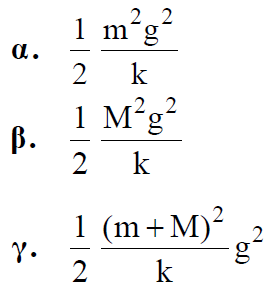 α. 1/2 m²g²/k
β. 1/2 M²g²/k
γ. 1/2 (m + M)²/k g²